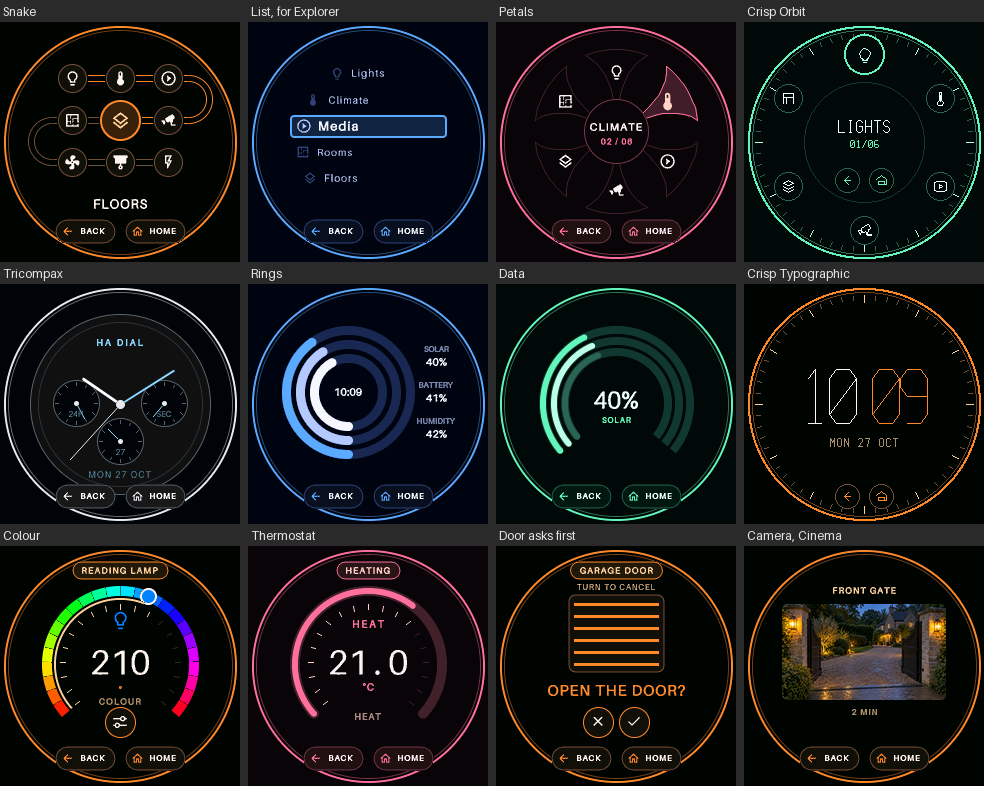 Snake
List, for Explorer
Petals
Crisp Orbit
FLOORS
BACK
HOME
Lights
Climate
Media
Rooms
Floors
BACK
HOME
CLIMATE
02 / 08
BACK
HOME
LIGHTS
01/06
Tricompax
Rings
Data
Crisp Typographic
HA DIAL
24H
SEC
27
MON 27 OCT
BACK
HOME
10:09
SOLAR
40%
BATTERY
41%
HUMIDITY
42%
BACK
HOME
40%
SOLAR
BACK
HOME
10 09
MON 27 OCT
Colour
Thermostat
Door asks first
Camera, Cinema
READING LAMP
210
COLOUR
BACK
HOME
HEATING
HEAT
21.0
°C
HEAT
BACK
HOME
GARAGE DOOR
TURN TO CANCEL
OPEN THE DOOR?
BACK
HOME
FRONT GATE
2 MIN
BACK
HOME